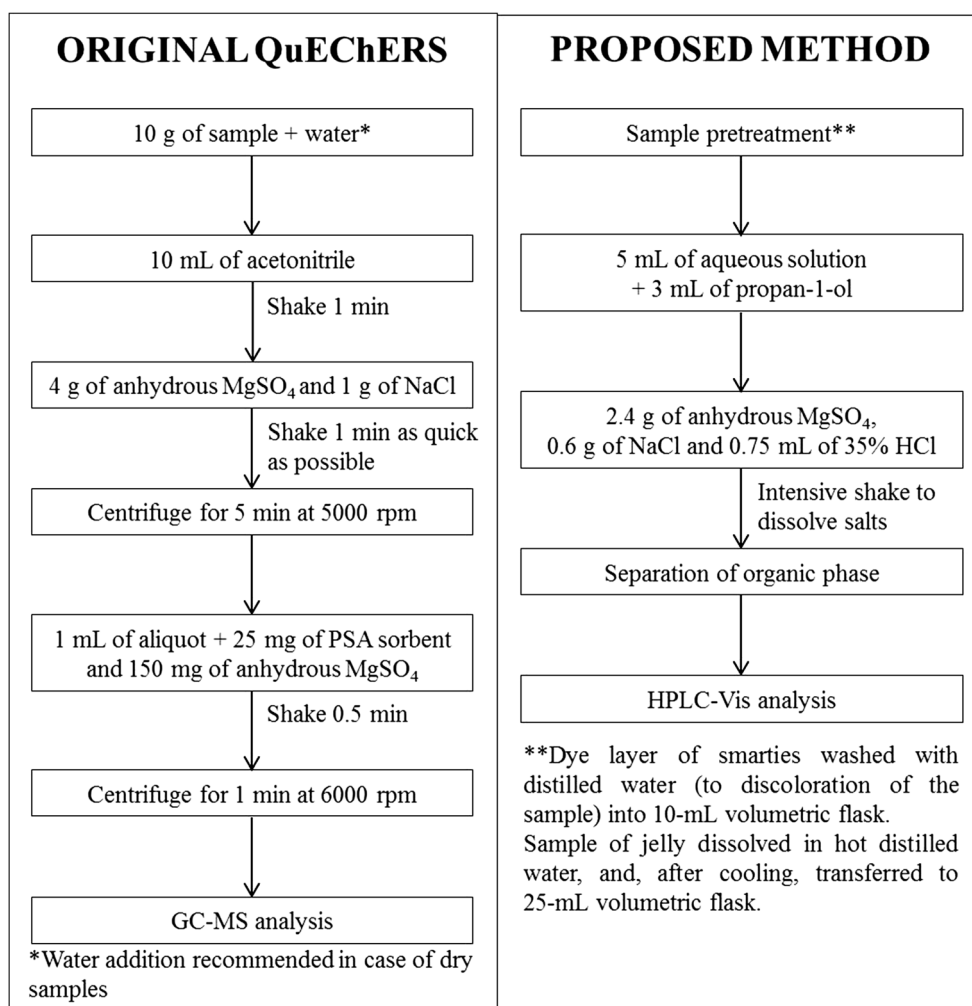 ORIGINAL QuEChERS
10 g of sample + water*
10 mL of acetonitrile
Shake 1 min
4 g of anhydrous MgSO₄ and 1 g of NaCl
Shake 1 min as quick
as possible
Centrifuge for 5 min at 5000 rpm
1 mL of aliquot + 25 mg of PSA sorbent
and 150 mg of anhydrous MgSO₄
Shake 0.5 min
Centrifuge for 1 min at 6000 rpm
GC-MS analysis
*Water addition recommended in case of dry
samples
PROPOSED METHOD
Sample pretreatment**
5 mL of aqueous solution
+ 3 mL of propan-1-ol
2.4 g of anhydrous MgSO₄,
0.6 g of NaCl and 0.75 mL of 35% HCl
Intensive shake to
dissolve salts
Separation of organic phase
HPLC-Vis analysis
**Dye layer of smarties washed with
distilled water (to discoloration of the
sample) into 10-mL volumetric flask.
Sample of jelly dissolved in hot distilled
water, and, after cooling, transferred to
25-mL volumetric flask.